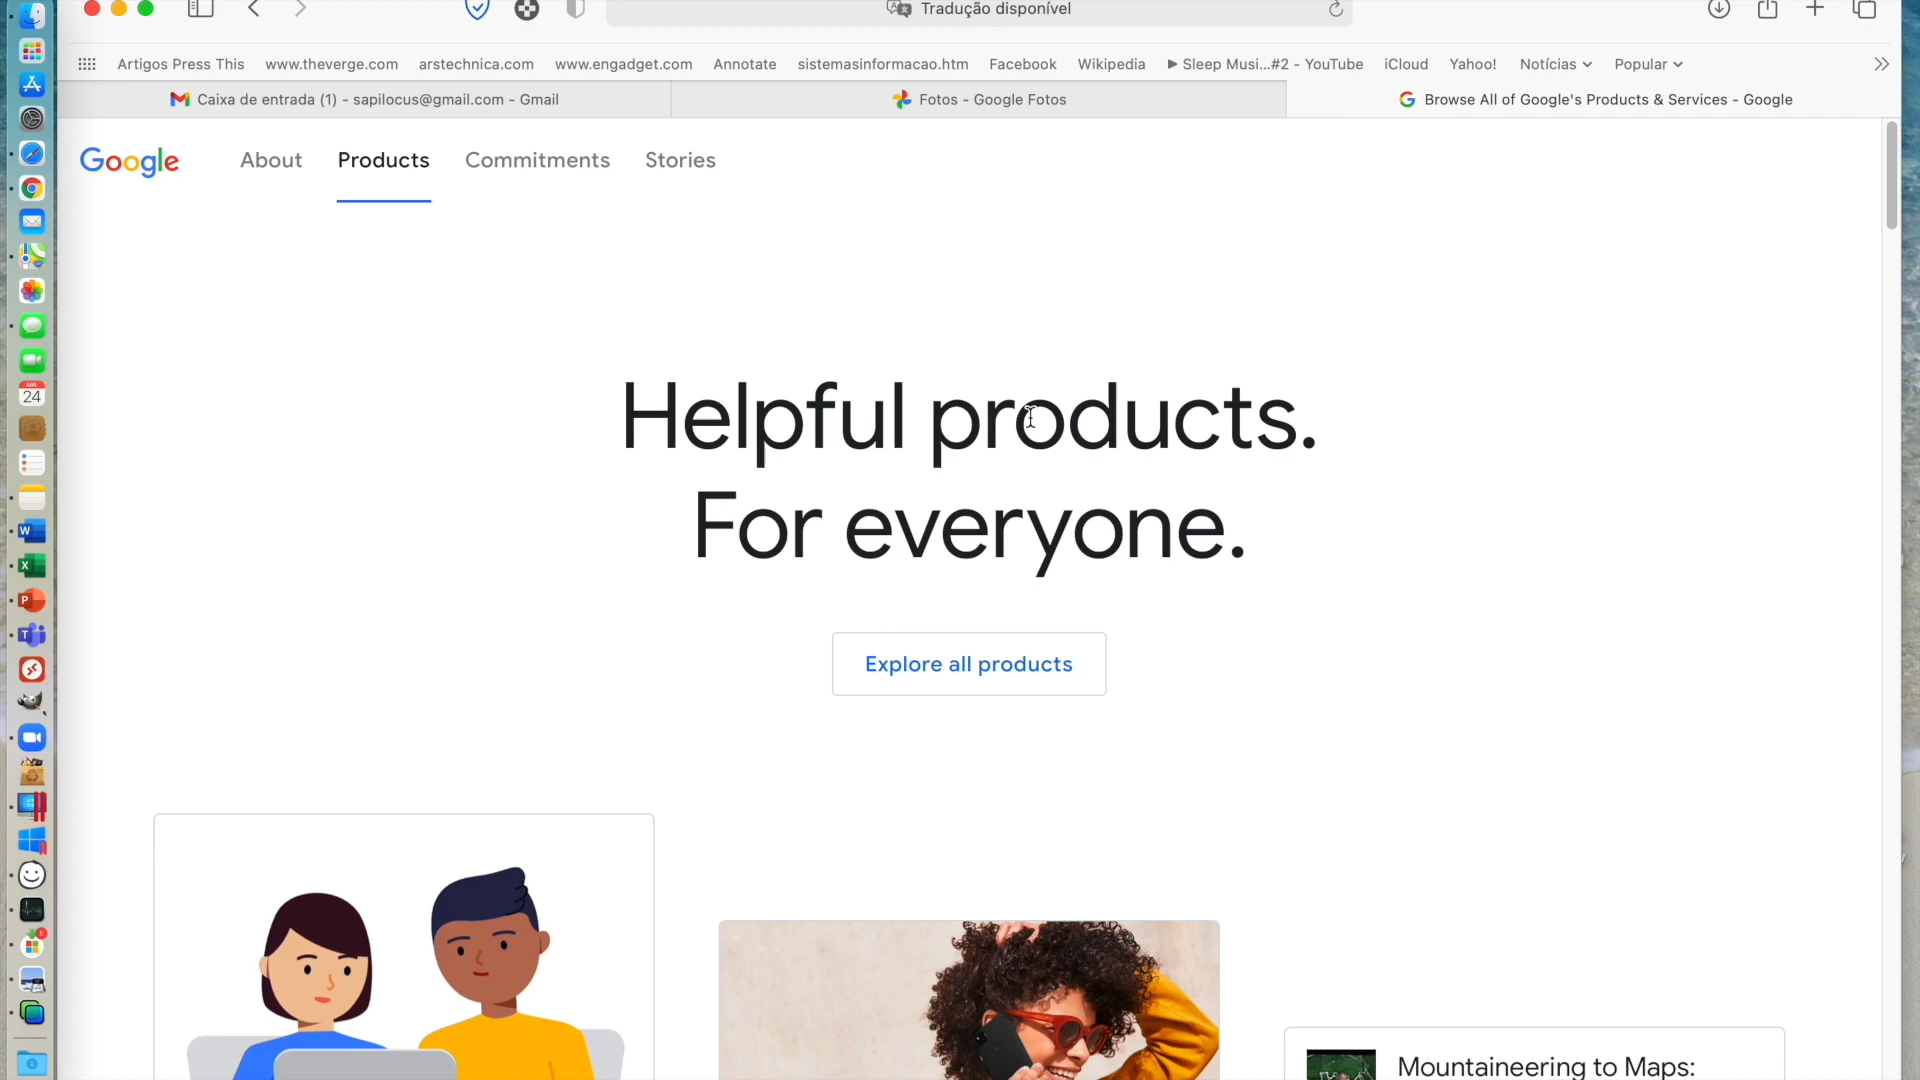 Tradução disponível
Artigos Press This www.theverge.com arstechnica.com www.engadget.com Annotate sistemasinformacao.htm Facebook Wikipedia Sleep Musi...#2 - YouTube iCloud Yahoo! Notícias Popular
Caixa de entrada (1) - sapilocus@gmail.com - Gmail
Fotos - Google Fotos
Browse All of Google's Products & Services - Google
Google About Products Commitments Stories
Helpful products.
For everyone.
Explore all products
Mountaineering to Maps:
ABR.
24
W
X
P
T
6